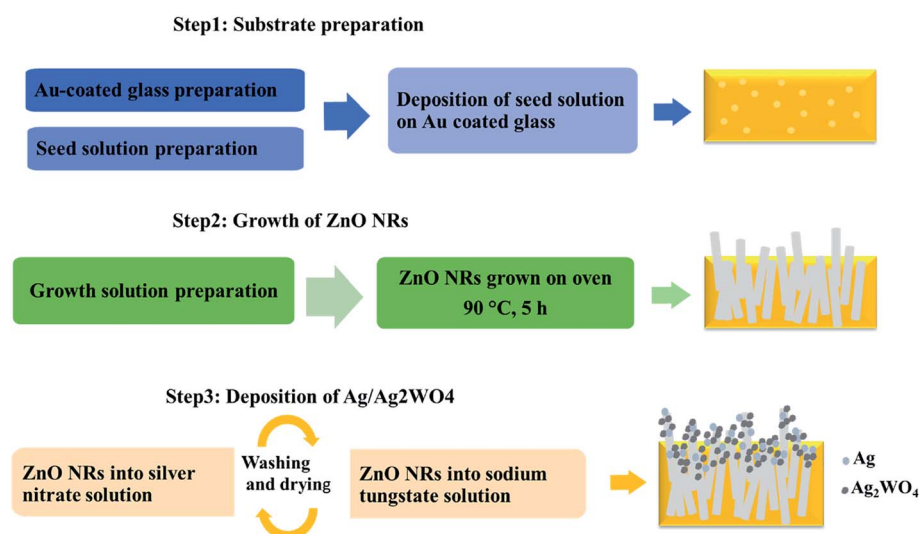 Step1: Substrate preparation
Au-coated glass preparation
Seed solution preparation
Deposition of seed solution
on Au coated glass
Step2: Growth of ZnO NRs
Growth solution preparation
ZnO NRs grown on oven
90 °C, 5 h
Step3: Deposition of Ag/Ag2WO4
ZnO NRs into silver
nitrate solution
Washing
and drying
ZnO NRs into sodium
tungstate solution
Ag
Ag₂WO₄